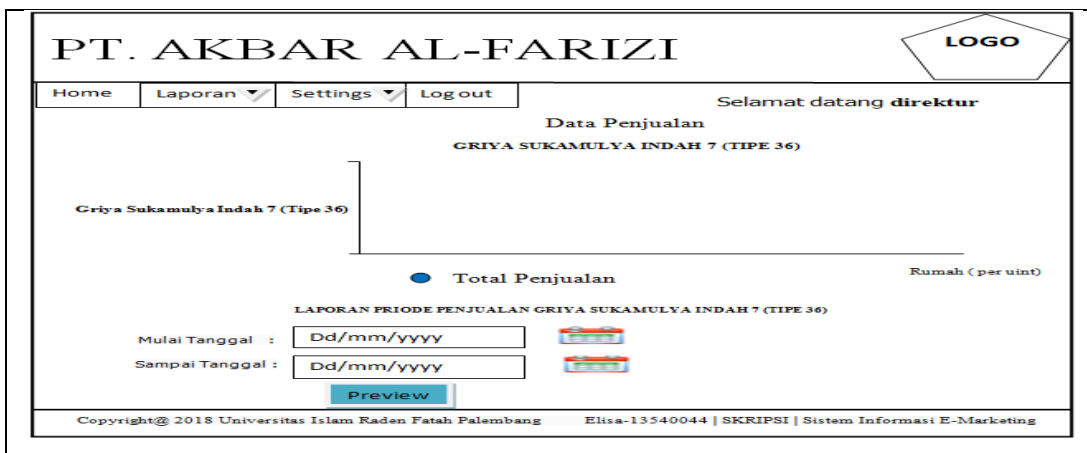 PT. AKBAR AL-FARIZI
LOGO
Home Laporan Settings Log out
Selamat datang direktur
Data Penjualan
GRIYA SUKAMULYA INDAH 7 (TIPE 36)
Griya Sukamulya Indah 7 (Tipe 36)
Total Penjualan
Rumah ( per uint)
LAPORAN PRIODE PENJUALAN GRIYA SUKAMULYA INDAH 7 (TIPE 36)
Mulai Tanggal : Dd/mm/yyyy
Sampai Tanggal : Dd/mm/yyyy
Preview
Copyright@ 2018 Universitas Islam Raden Fatah Palembang Elisa-13540044 | SKRIPSI | Sistem Informasi E-Marketing